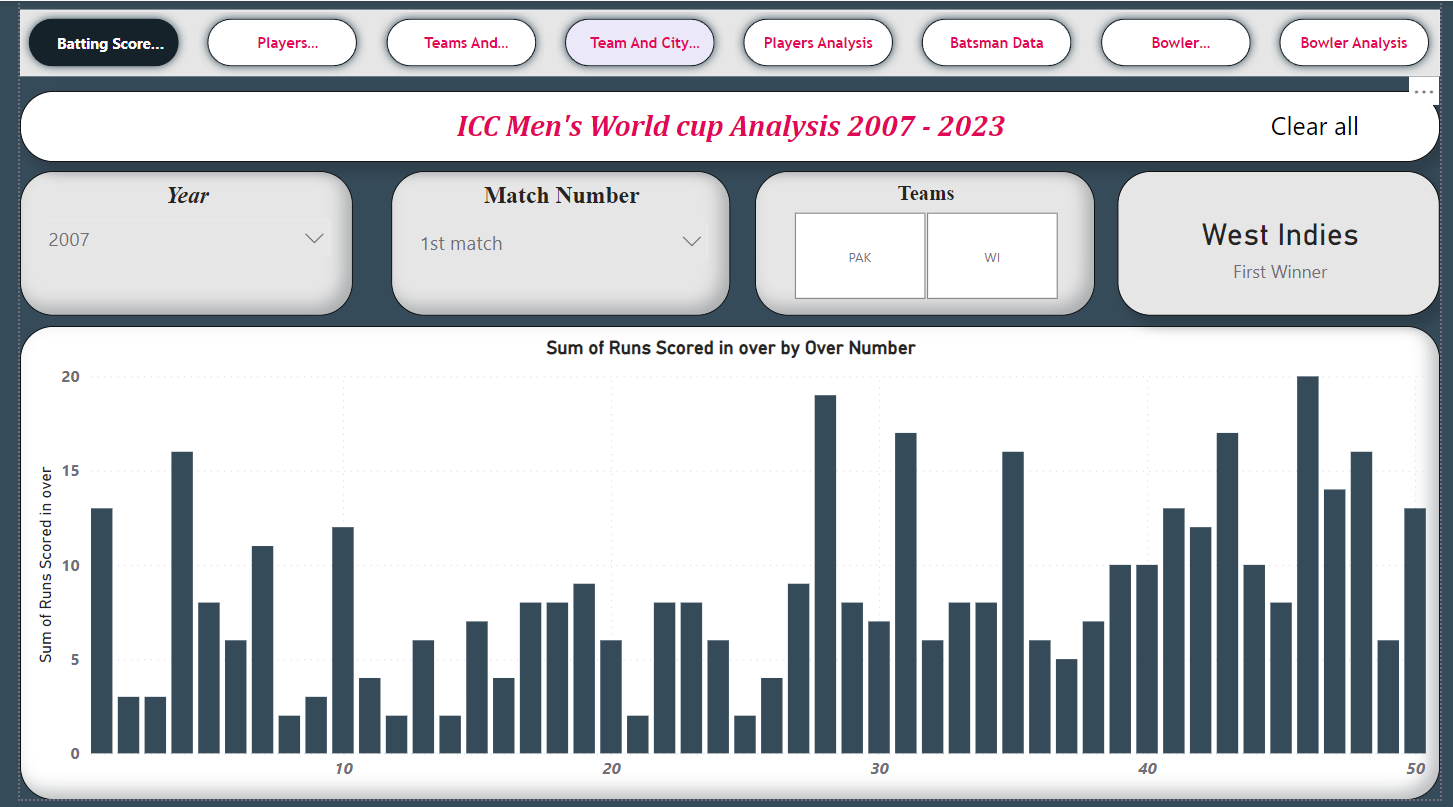 Batting Score...
Players...
Teams And...
Team And City...
Players Analysis
Batsman Data
Bowler...
Bowler Analysis
...
ICC Men's World cup Analysis 2007 - 2023
Clear all
Year
2007
Match Number
1st match
Teams
PAK
WI
West Indies
First Winner
Sum of Runs Scored in over by Over Number
Sum of Runs Scored in over
20
15
10
5
0
10
20
30
40
50